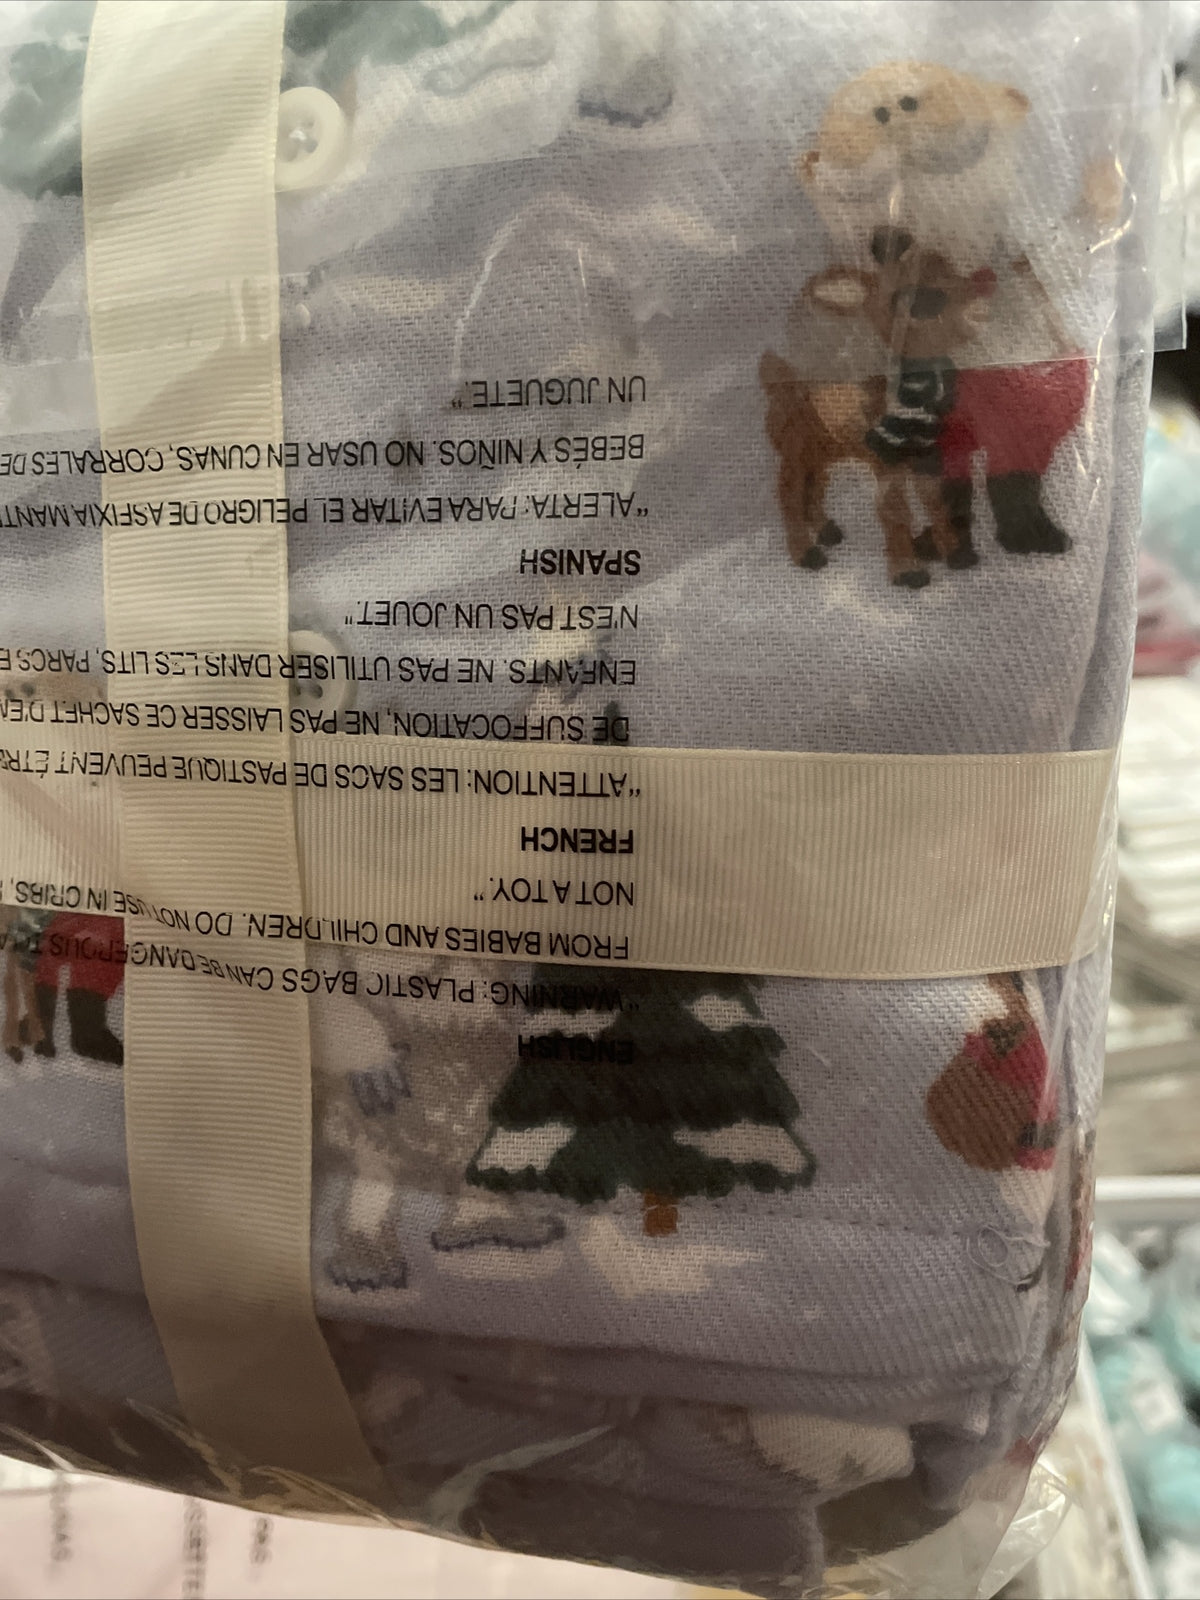 ENGLISH
"WARNING: PLASTIC BAGS CAN BE DANGEROUS
FROM BABIES AND CHILDREN. DO NOT USE IN CRIBS,
NOT A TOY."
FRENCH
"ATTENTION: LES SACS DE PASTIQUE PEUVENT ÊTRE
DE SUFFOCATION, NE PAS LAISSER CE SACHET D'EN
ENFANTS. NE PAS UTILISER DANS LES LITS, PARCS E
N'EST PAS UN JOUET."
SPANISH
"ALERTA: PARA EVITAR EL PELIGRO DE ASFIXIA MANT
BEBÉS Y NIÑOS. NO USAR EN CUNAS, CORRALES DE
UN JUGUETE."